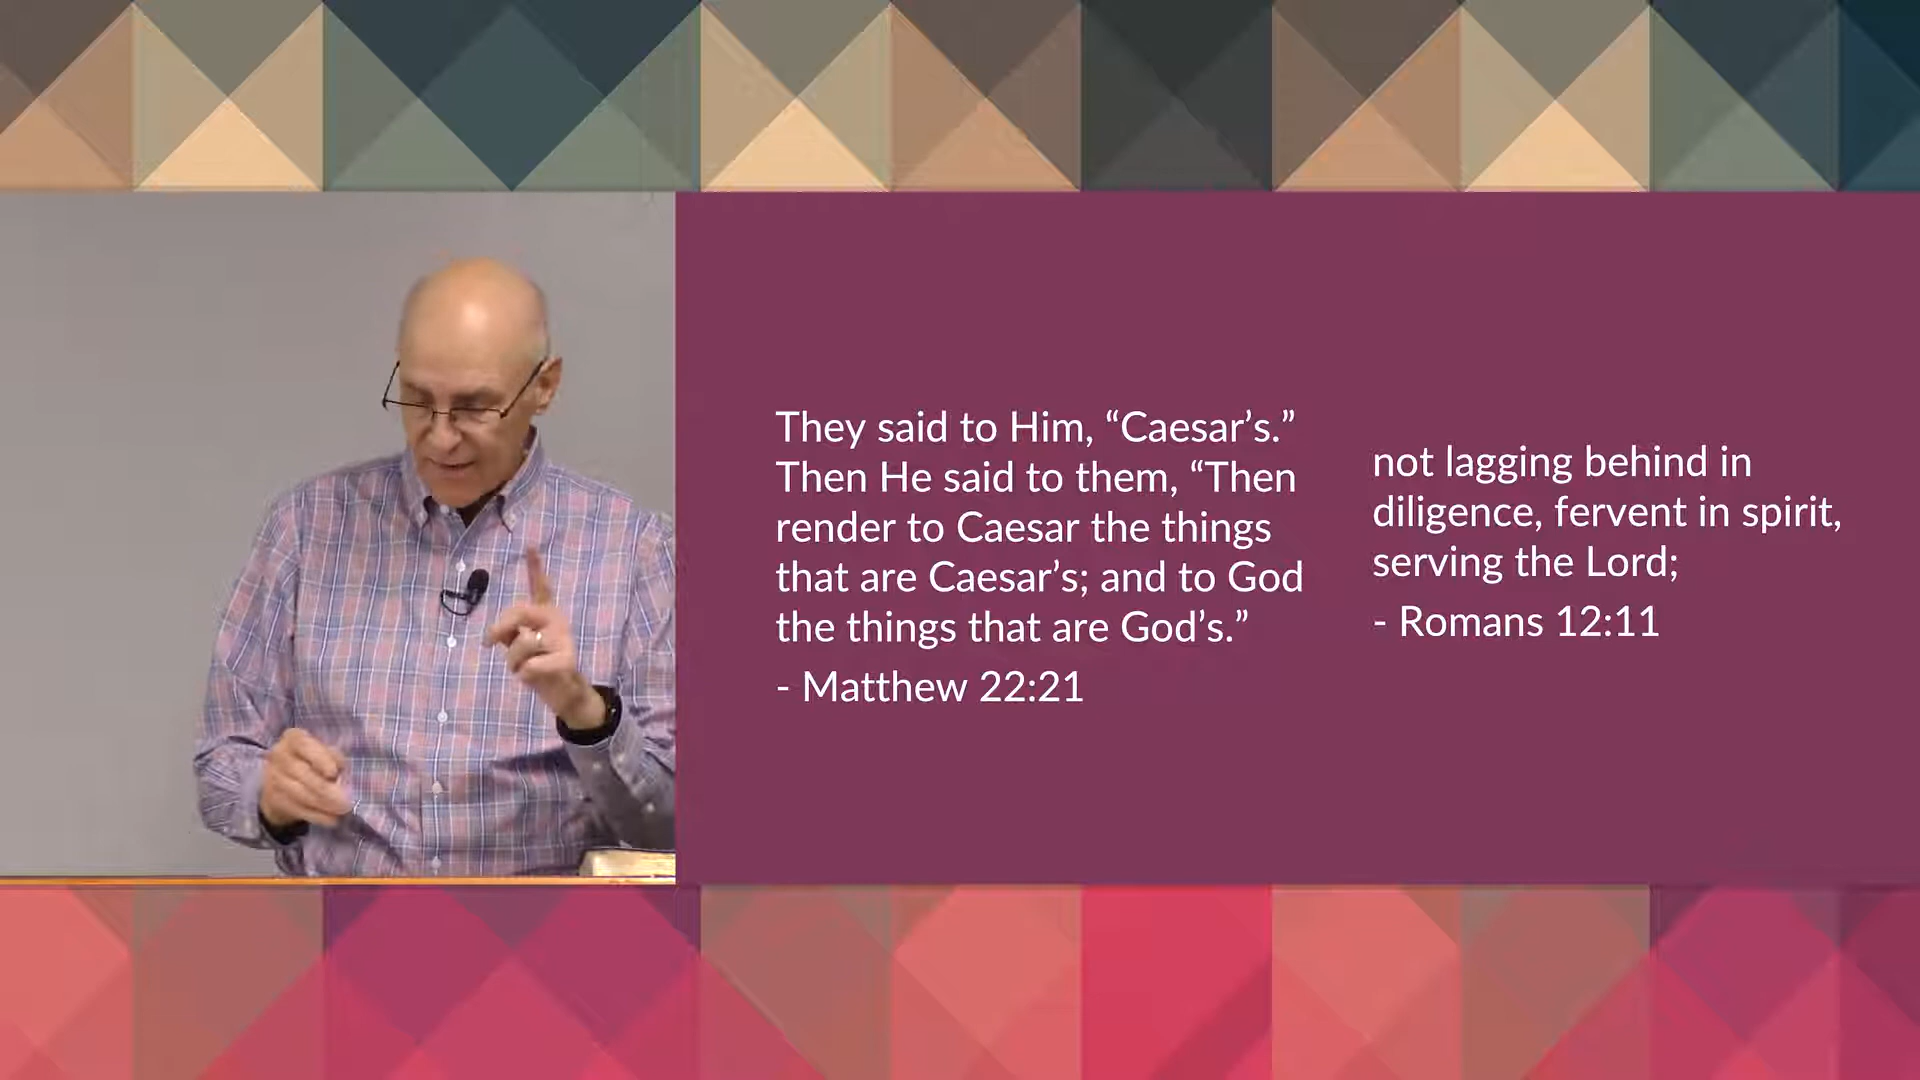 They said to Him, “Caesar’s.”
Then He said to them, “Then
render to Caesar the things
that are Caesar’s; and to God
the things that are God’s.”
- Matthew 22:21
not lagging behind in
diligence, fervent in spirit,
serving the Lord;
- Romans 12:11